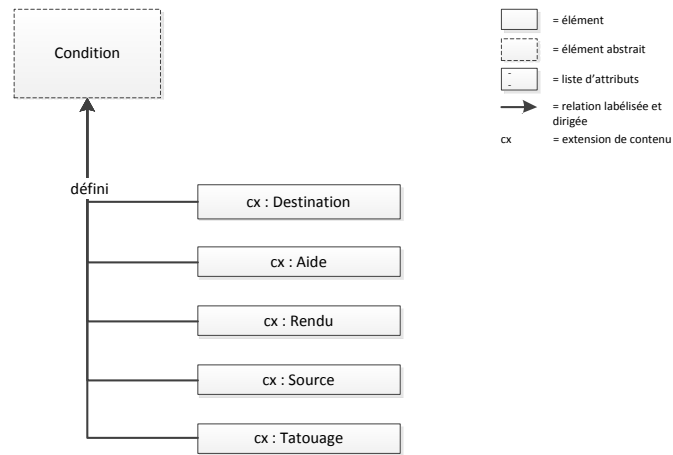 Condition
défini
cx : Destination
cx : Aide
cx : Rendu
cx : Source
cx : Tatouage
= élément
= élément abstrait
= liste d’attributs
= relation labélisée et
dirigée
cx = extension de contenu